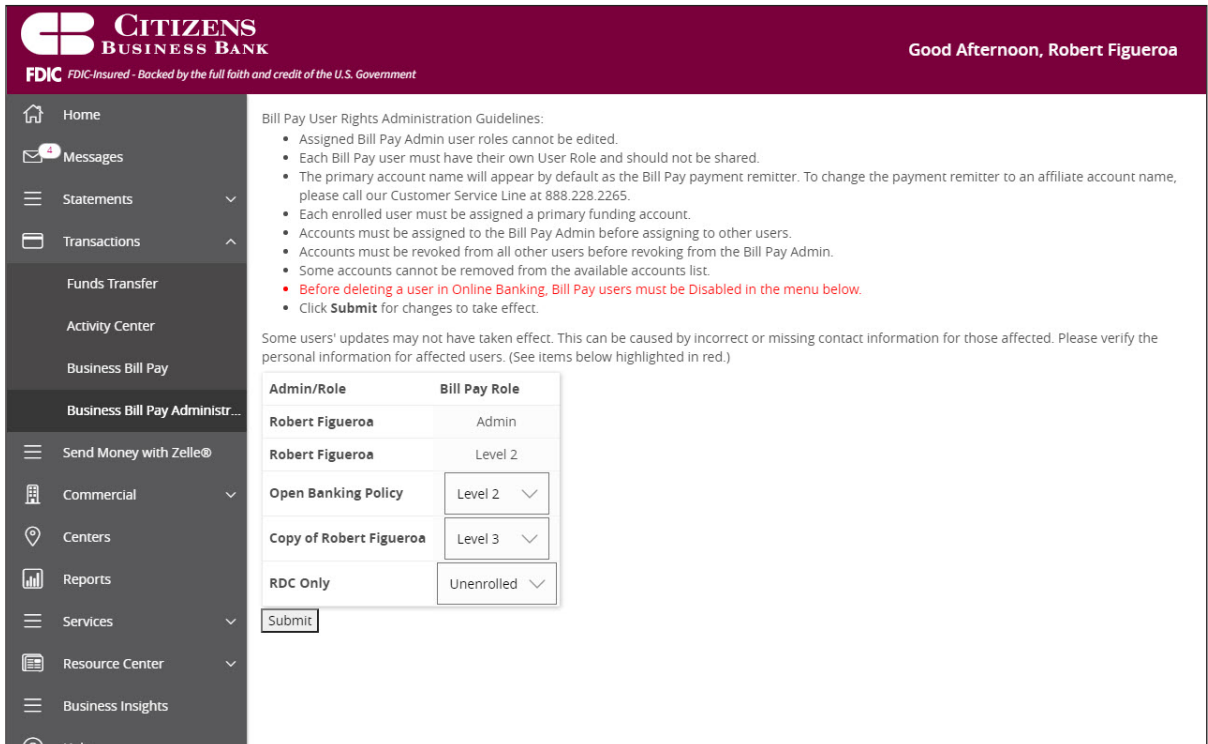 CITIZENS
BUSINESS BANK
FDIC FDIC-Insured - Backed by the full faith and credit of the U.S. Government
Good Afternoon, Robert Figueroa
Home
4
Messages
Statements
Transactions
Funds Transfer
Activity Center
Business Bill Pay
Business Bill Pay Administr...
Send Money with Zelle®
Commercial
Centers
Reports
Services
Resource Center
Business Insights
Bill Pay User Rights Administration Guidelines:
• Assigned Bill Pay Admin user roles cannot be edited.
• Each Bill Pay user must have their own User Role and should not be shared.
• The primary account name will appear by default as the Bill Pay payment remitter. To change the payment remitter to an affiliate account name,
please call our Customer Service Line at 888.228.2265.
• Each enrolled user must be assigned a primary funding account.
• Accounts must be assigned to the Bill Pay Admin before assigning to other users.
• Accounts must be revoked from all other users before revoking from the Bill Pay Admin.
• Some accounts cannot be removed from the available accounts list.
• Before deleting a user in Online Banking, Bill Pay users must be Disabled in the menu below.
• Click Submit for changes to take effect.
Some users' updates may not have taken effect. This can be caused by incorrect or missing contact information for those affected. Please verify the
personal information for affected users. (See items below highlighted in red.)
Admin/Role Bill Pay Role
Robert Figueroa Admin
Robert Figueroa Level 2
Open Banking Policy Level 2
Copy of Robert Figueroa Level 3
RDC Only Unenrolled
Submit